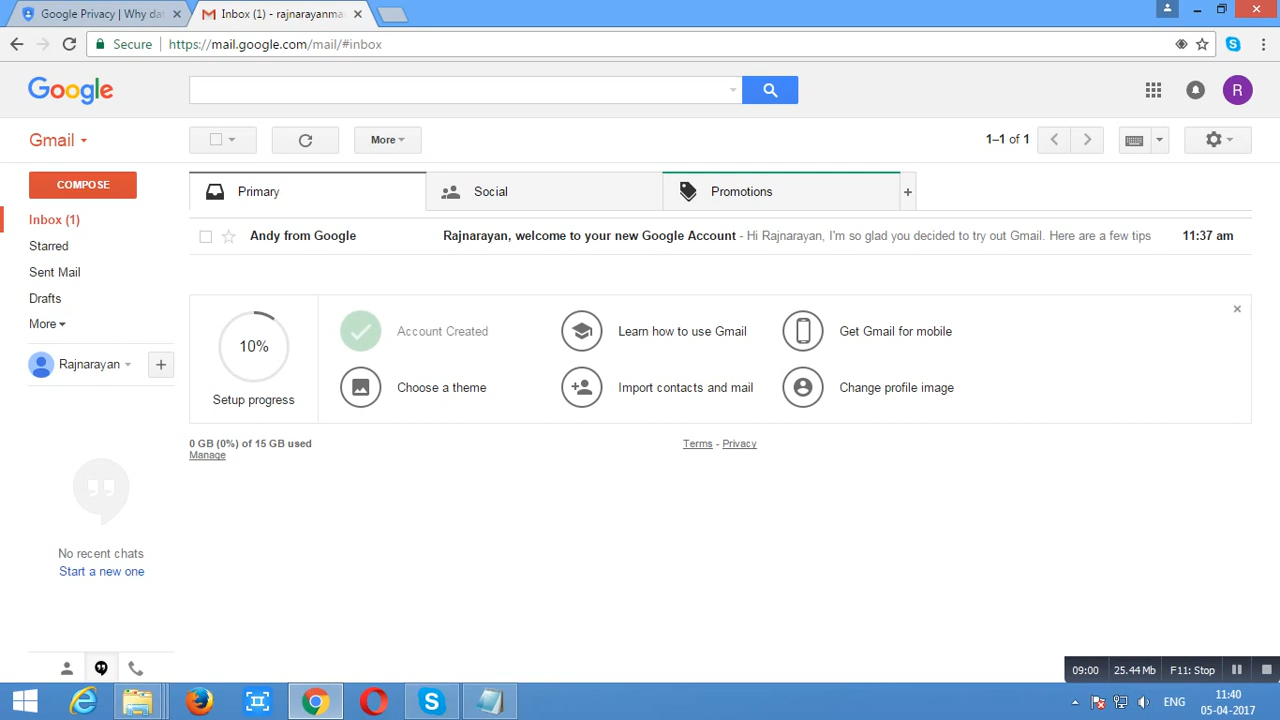 Google Privacy | Why dat
Inbox (1) - rajnarayanma
Secure
https://mail.google.com/mail/#inbox
Google
R
Gmail
More
1–1 of 1
COMPOSE
Primary
Social
Promotions
+
Inbox (1)
Andy from Google
Rajnarayan, welcome to your new Google Account - Hi Rajnarayan, I'm so glad you decided to try out Gmail. Here are a few tips
11:37 am
Starred
Sent Mail
Drafts
More
Rajnarayan
+
10%
Setup progress
Account Created
Learn how to use Gmail
Get Gmail for mobile
Choose a theme
Import contacts and mail
Change profile image
0 GB (0%) of 15 GB used
Manage
Terms - Privacy
No recent chats
Start a new one
09:00
25.44 Mb
F11: Stop
ENG
11:40
05-04-2017